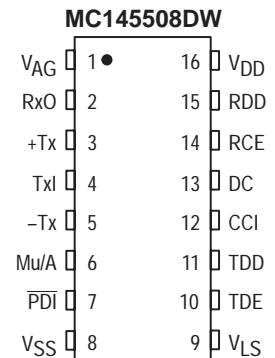 MC145508DW
VAG 1 16 VDD
RxO 2 15 RDD
+Tx 3 14 RCE
TxI 4 13 DC
–Tx 5 12 CCI
Mu/A 6 11 TDD
PDI 7 10 TDE
VSS 8 9 VLS